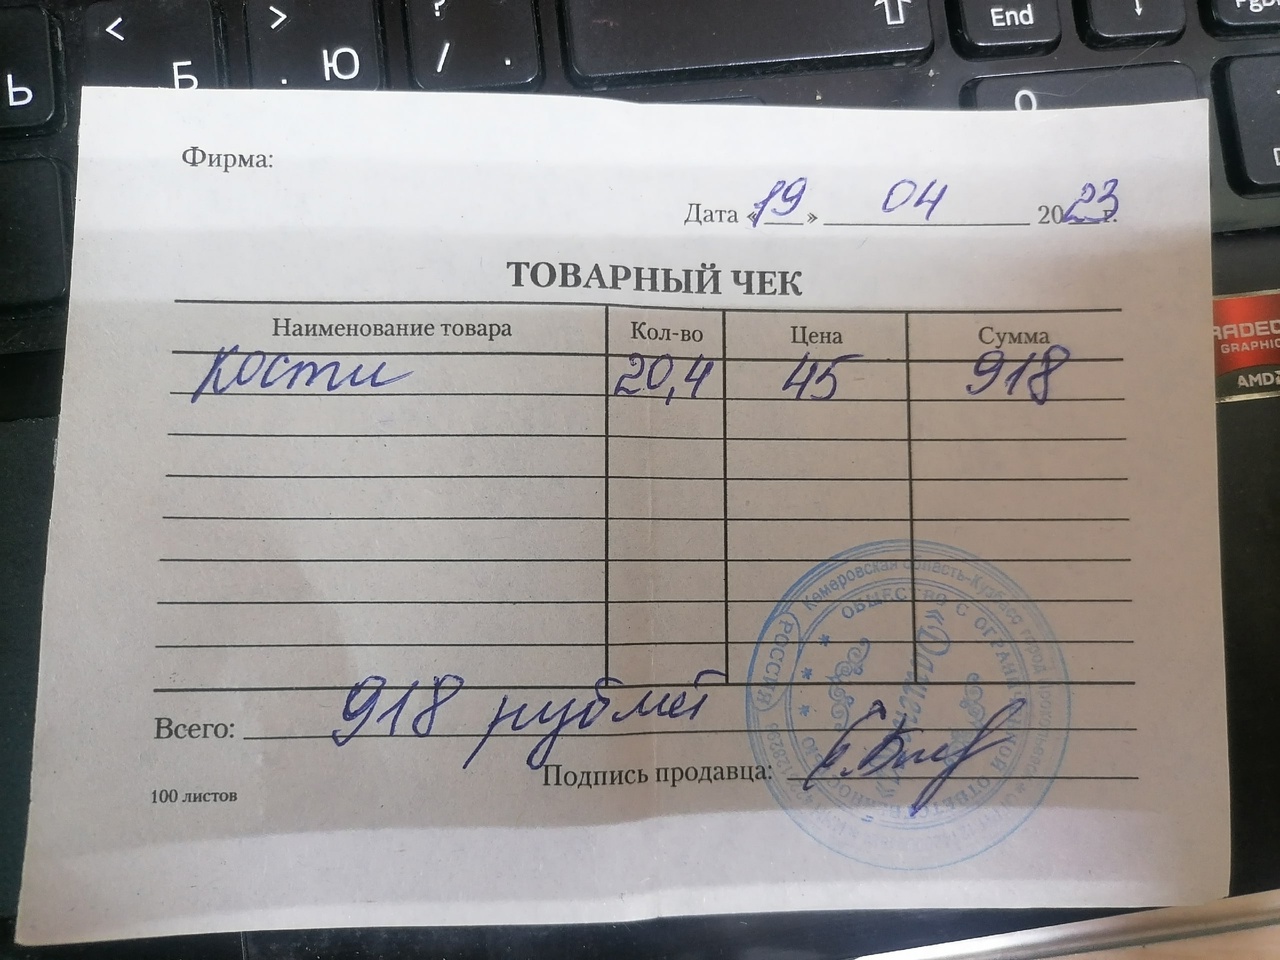 <
>
?
Ь
Б
. Ю
/ .
End
Фирма:
Дата «19» 04 2023 г.
ТОВАРНЫЙ ЧЕК
Наименование товара Кол-во Цена Сумма
Кости 20,4 45 918
RADEON
GRAPHICS
AMD
Всего: 918 рублей
Подпись продавца:
100 листов
РОССИЯ Кемеровская область-Кузбасс город
ОБЩЕСТВО С ОГРАНИЧЕННОЙ ОТВЕТСТВЕННОСТЬЮ